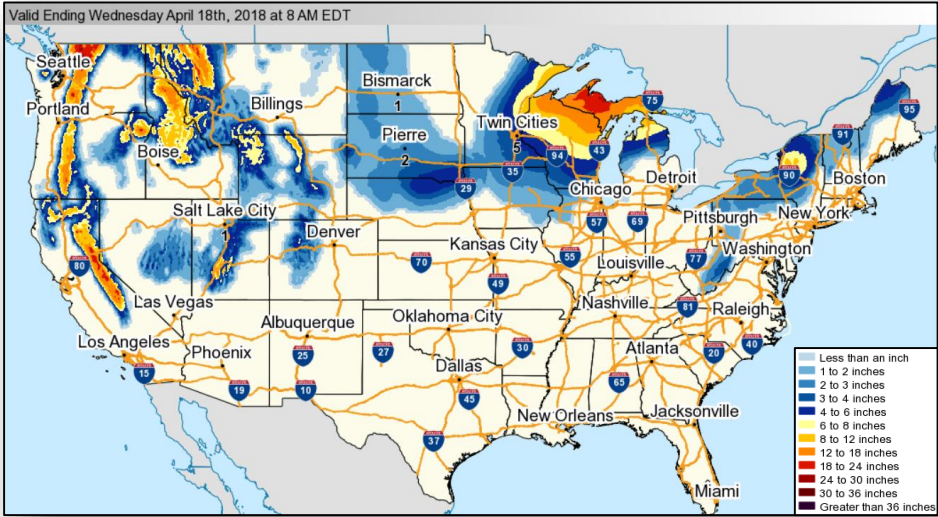 Valid Ending Wednesday April 18th, 2018 at 8 AM EDT
Seattle
Portland
Boise
Billings
Bismarck
1
Pierre
2
Twin Cities
5
75
95
91
90
94
43
35
29
Boston
Detroit
Chicago
New York
Pittsburgh
Salt Lake City
1
Denver
80
70
Kansas City
49
55
57
69
77
Washington
Louisville
Nashville
81
Raleigh
Las Vegas
Los Angeles
15
Phoenix
19
Albuquerque
25
10
27
Oklahoma City
30
Dallas
45
37
Atlanta
20
40
65
New Orleans
Jacksonville
Miami
Less than an inch
1 to 2 inches
2 to 3 inches
3 to 4 inches
4 to 6 inches
6 to 8 inches
8 to 12 inches
12 to 18 inches
18 to 24 inches
24 to 30 inches
30 to 36 inches
Greater than 36 inches